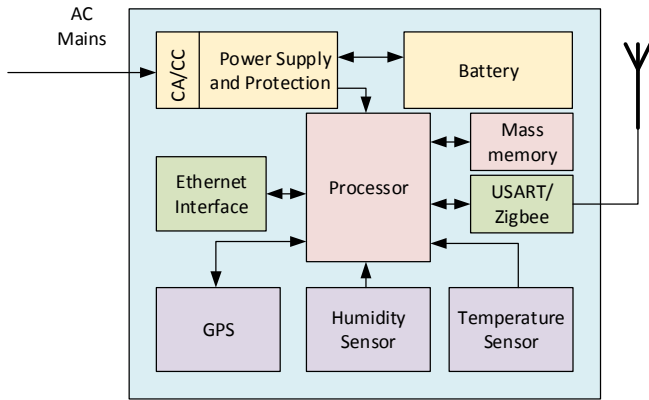 AC
Mains
CA/CC
Power Supply
and Protection
Battery
Mass
memory
Processor
Ethernet
Interface
USART/
Zigbee
GPS
Humidity
Sensor
Temperature
Sensor